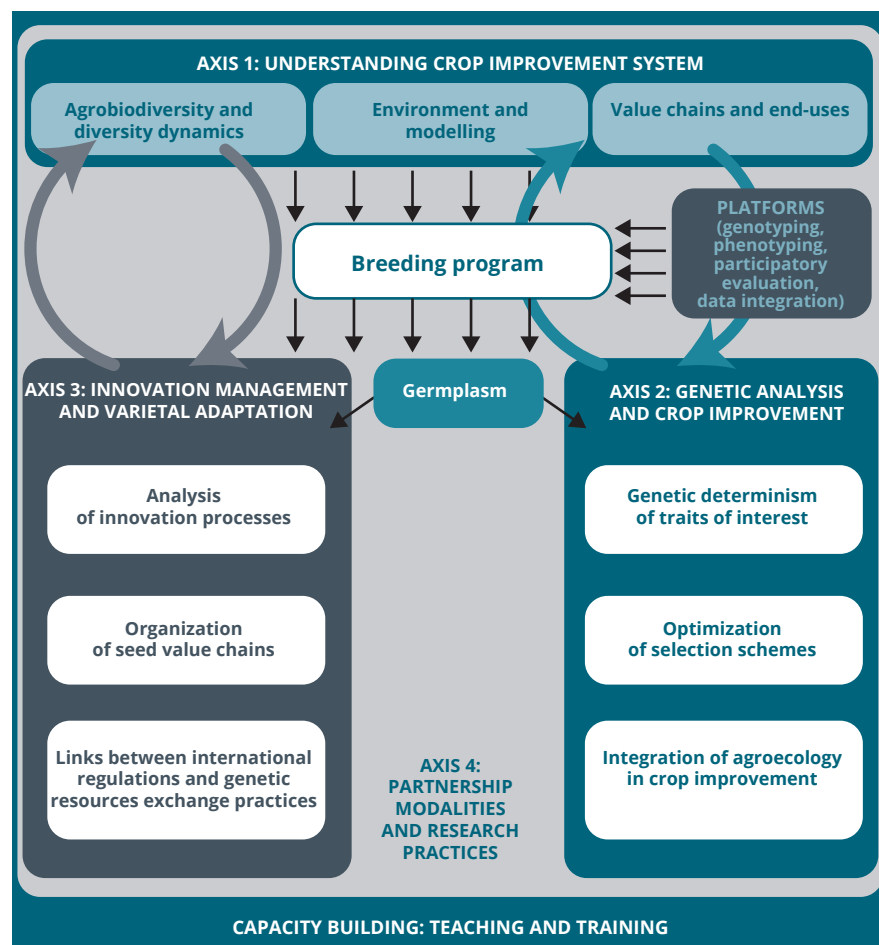 AXIS 1: UNDERSTANDING CROP IMPROVEMENT SYSTEM
Agrobiodiversity and
diversity dynamics
Environment and
modelling
Value chains and end-uses
PLATFORMS
(genotyping,
phenotyping,
participatory
evaluation,
data integration)
Breeding program
Germplasm
AXIS 3: INNOVATION MANAGEMENT
AND VARIETAL ADAPTATION
Analysis
of innovation processes
Organization
of seed value chains
Links between international
regulations and genetic
resources exchange practices
AXIS 2: GENETIC ANALYSIS
AND CROP IMPROVEMENT
Genetic determinism
of traits of interest
Optimization
of selection schemes
Integration of agroecology
in crop improvement
AXIS 4:
PARTNERSHIP
MODALITIES
AND RESEARCH
PRACTICES
CAPACITY BUILDING: TEACHING AND TRAINING